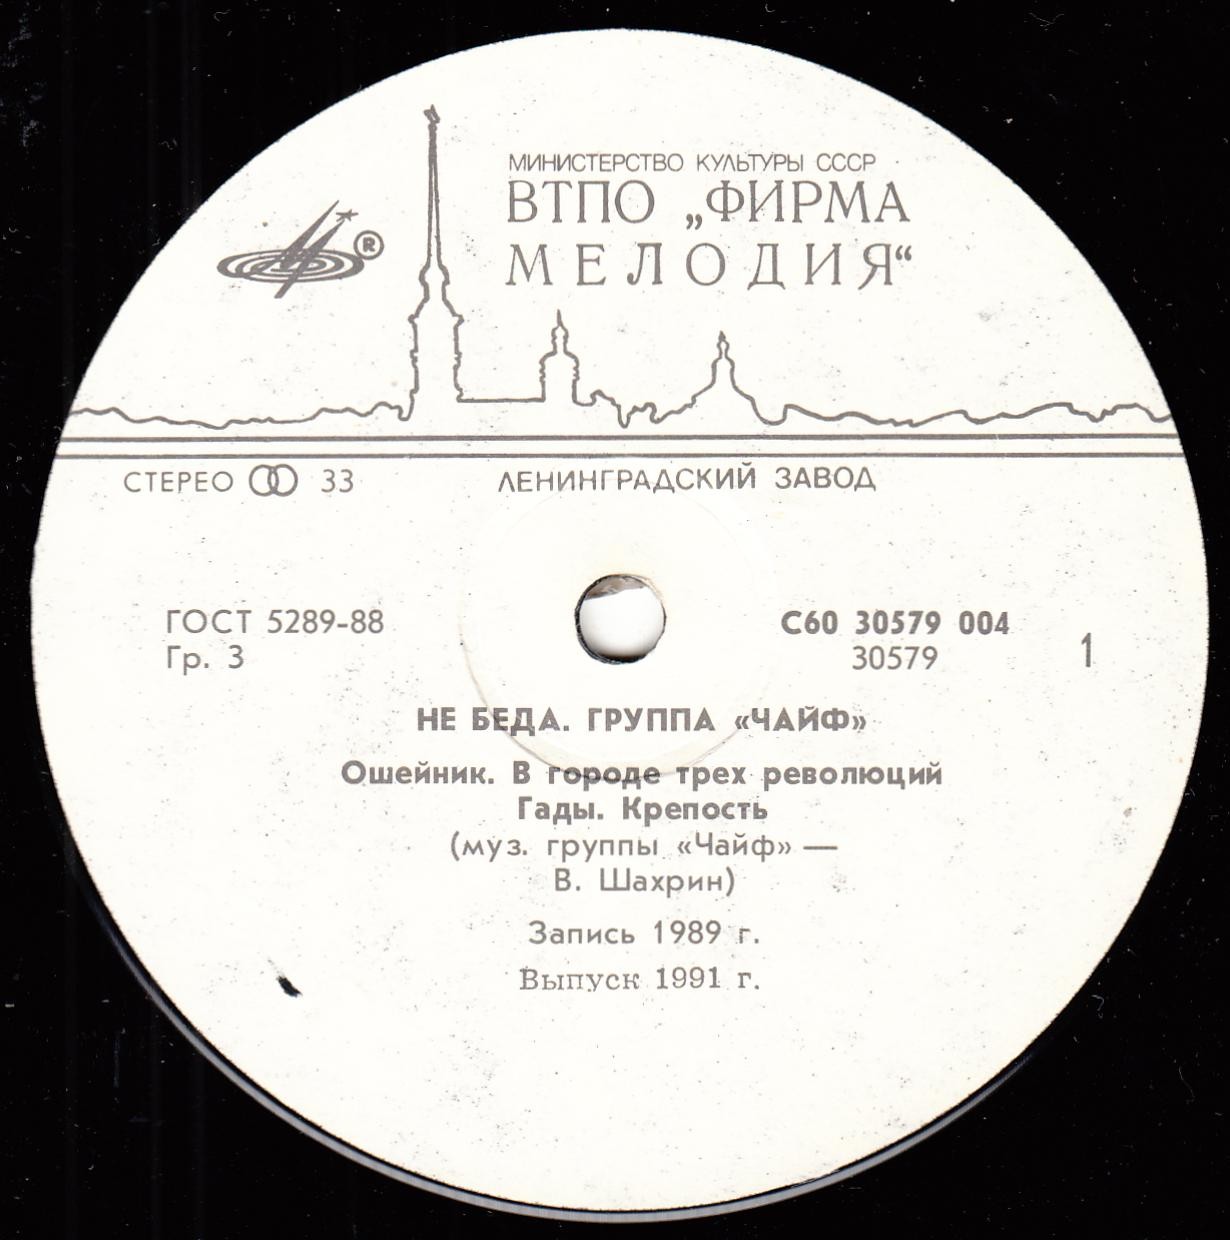 МИНИСТЕРСТВО КУЛЬТУРЫ СССР
ВТПО „ФИРМА
МЕЛОДИЯ“
®
СТЕРЕО 33
ЛЕНИНГРАДСКИЙ ЗАВОД
ГОСТ 5289-88
Гр. 3
С60 30579 004
30579
1
НЕ БЕДА. ГРУППА «ЧАЙФ»
Ошейник. В городе трех революций
Гады. Крепость
(муз. группы «Чайф» —
В. Шахрин)
Запись 1989 г.
Выпуск 1991 г.